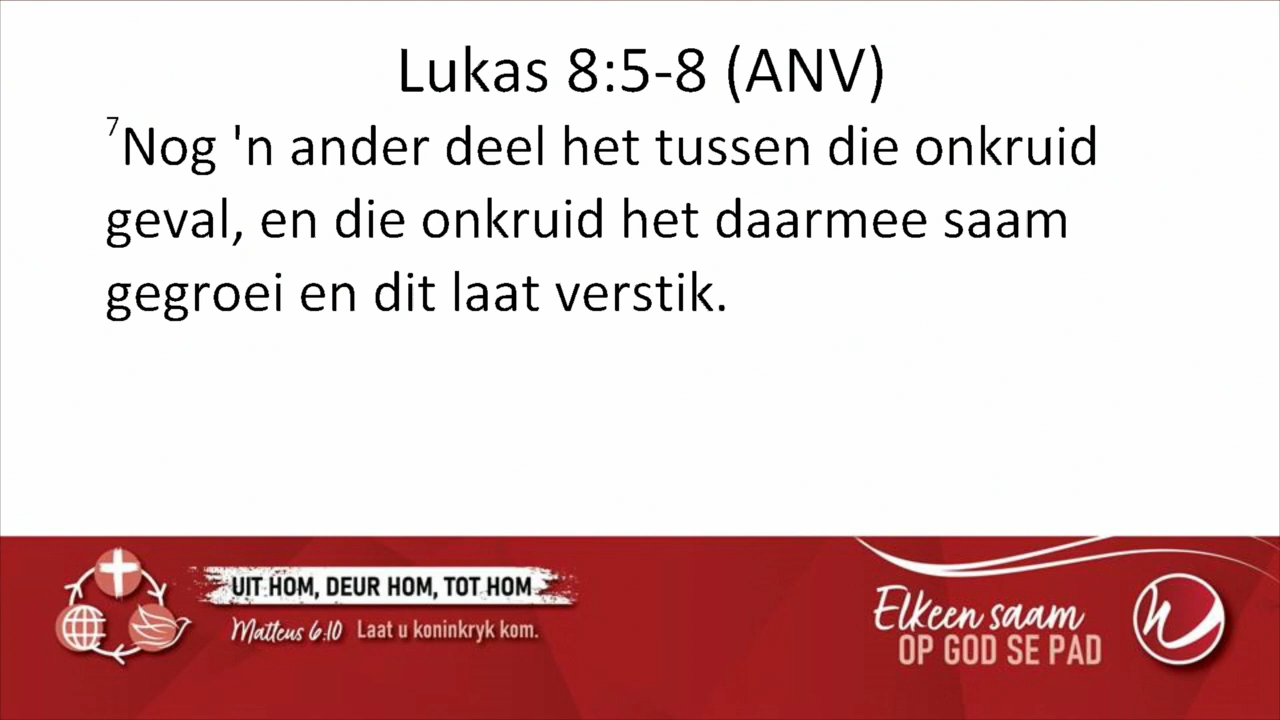 Lukas 8:5-8 (ANV)
⁷Nog 'n ander deel het tussen die onkruid
geval, en die onkruid het daarmee saam
gegroei en dit laat verstik.
UIT HOM, DEUR HOM, TOT HOM
Matteus 6:10 Laat u koninkryk kom.
Elkeen saam
OP GOD SE PAD